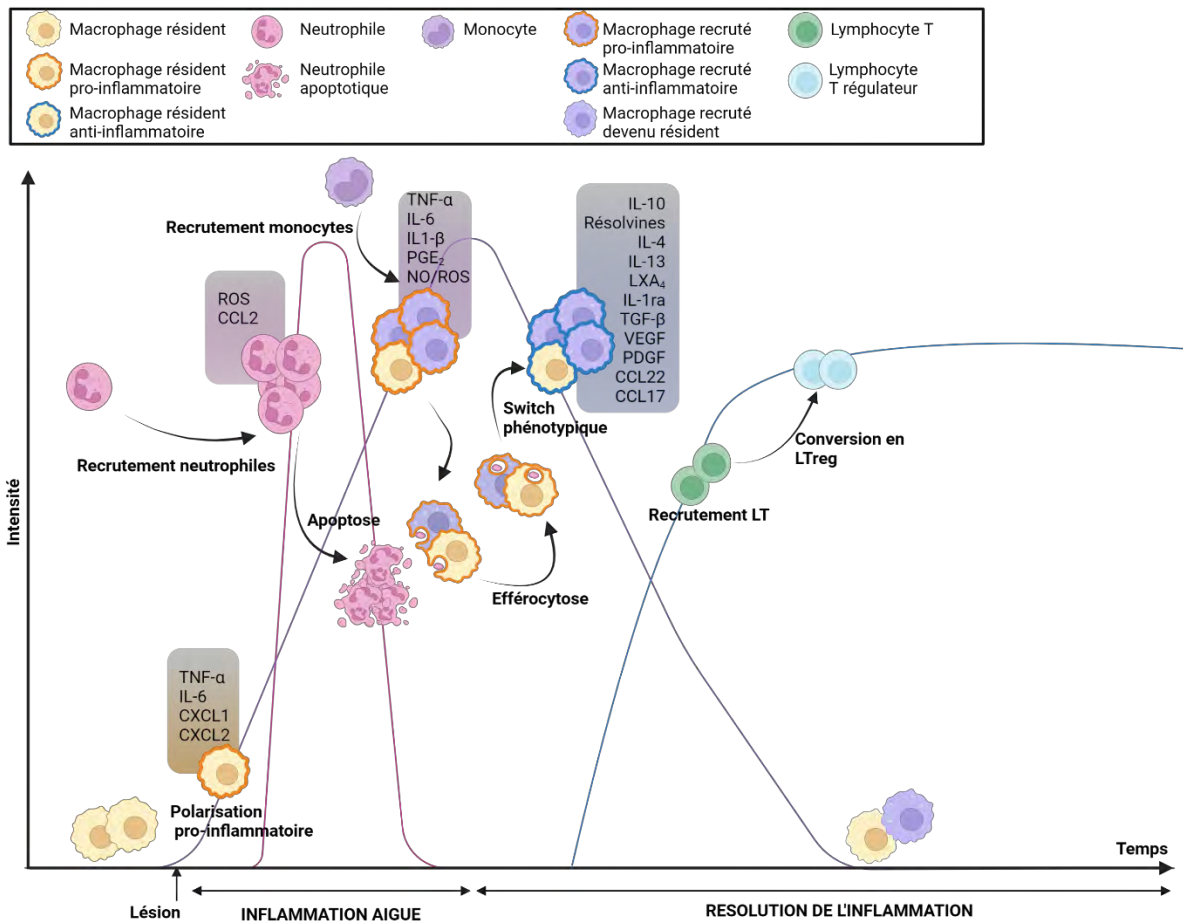 Macrophage résident
Neutrophile
Monocyte
Macrophage recruté
pro-inflammatoire
Lymphocyte T
Macrophage résident
pro-inflammatoire
Neutrophile
apoptotique
Macrophage recruté
anti-inflammatoire
Lymphocyte
T régulateur
Macrophage résident
anti-inflammatoire
Macrophage recruté
devenu résident
Intensité
Recrutement monocytes
TNF-α
IL-6
IL1-β
PGE₂
NO/ROS
IL-10
Résolvines
IL-4
IL-13
LXA₄
IL-1ra
TGF-β
VEGF
PDGF
CCL22
CCL17
ROS
CCL2
Recrutement neutrophiles
Switch
phénotypique
Conversion en
LTreg
Recrutement LT
Apoptose
Efférocytose
TNF-α
IL-6
CXCL1
CXCL2
Polarisation
pro-inflammatoire
Temps
Lésion
INFLAMMATION AIGUE
RESOLUTION DE L'INFLAMMATION